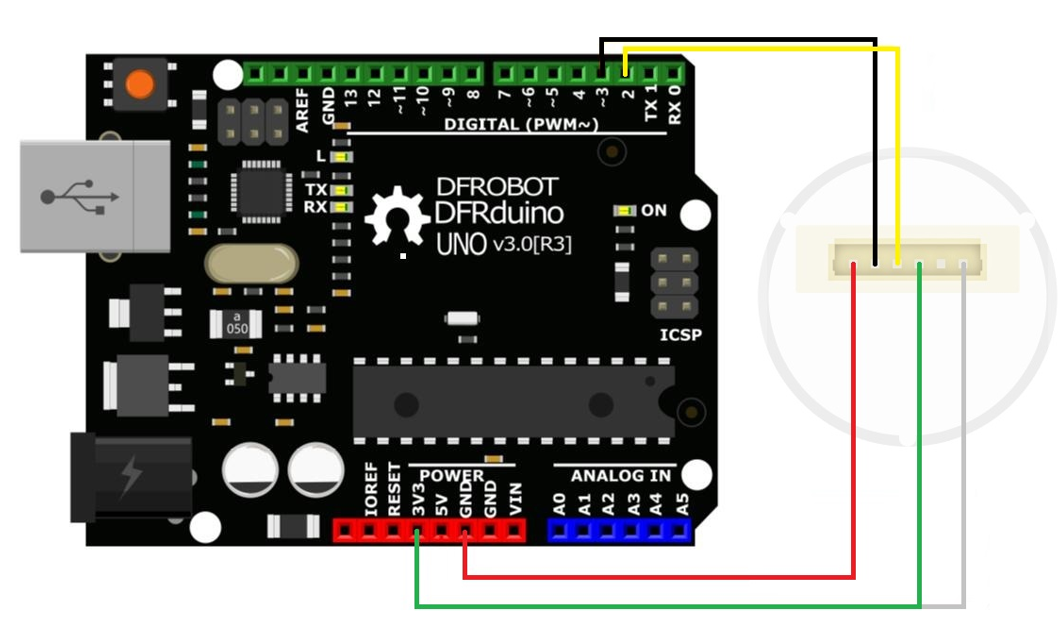 AREF
GND
13
12
~11
~10
~9
8
7
~6
~5
4
~3
2
TX 1
RX 0
DIGITAL (PWM~)
L
TX
RX
DFROBOT
DFRduino
UNO v3.0[R3]
ON
ICSP
a
050
POWER
ANALOG IN
IOREF
RESET
3V3
5V
GND
GND
VIN
A0
A1
A2
A3
A4
A5